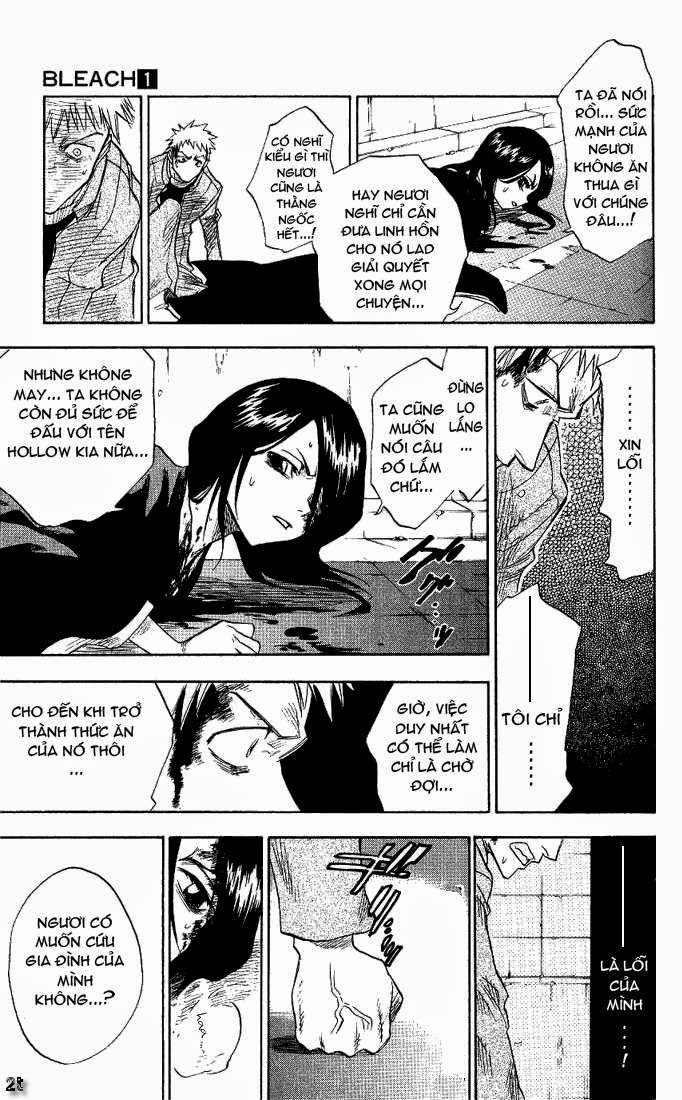 BLEACH 1
TA ĐÃ NÓI
RỒI... SỨC
MẠNH CỦA
NGƯƠI
KHÔNG ĂN
THUA GÌ
VỚI CHÚNG
ĐÂU...!
HAY NGƯƠI
NGHĨ CHỈ CẦN
ĐƯA LINH HỒN
CHO NÓ LAD
GIẢI QUYẾT
XONG MỌI
CHUYỆN...
CÓ NGHĨ
KIỂU GÌ THÌ
NGƯƠI
CŨNG LÀ
THẰNG
NGỐC
HẾT...!
XIN
LỖI
TÔI CHỈ
ĐỪNG
LO
LẮNG
...
TA CŨNG
MUỐN
NÓI CÂU
ĐÓ LẮM
CHỨ...
NHƯNG KHÔNG
MAY... TA KHÔNG
CÒN ĐỦ SỨC ĐỂ
ĐẤU VỚI TÊN
HOLLOW KIA NỮA...
GIỜ, VIỆC
DUY NHẤT
CÓ THỂ LÀM
CHỈ LÀ CHỜ
ĐỢI...
CHO ĐẾN KHI TRỞ
THÀNH THỨC ĂN
CỦA NÓ THÔI
...
LÀ LỖI
CỦA
MÌNH
....!
haa
NGƯƠI CÓ
MUỐN CỨU
GIA ĐÌNH CỦA
MÌNH
KHÔNG...?